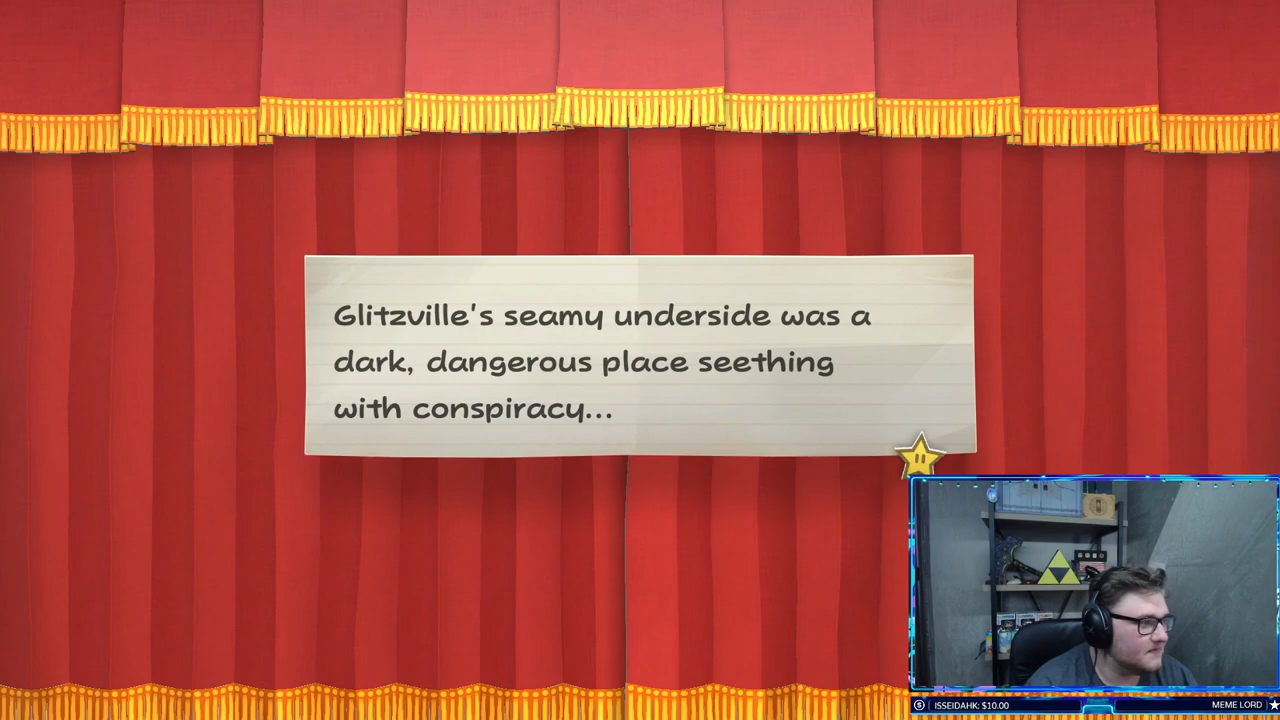 Glitzville's seamy underside was a
dark, dangerous place seething
with conspiracy...
ISSEIDAHK: $10.00
MEME LORD